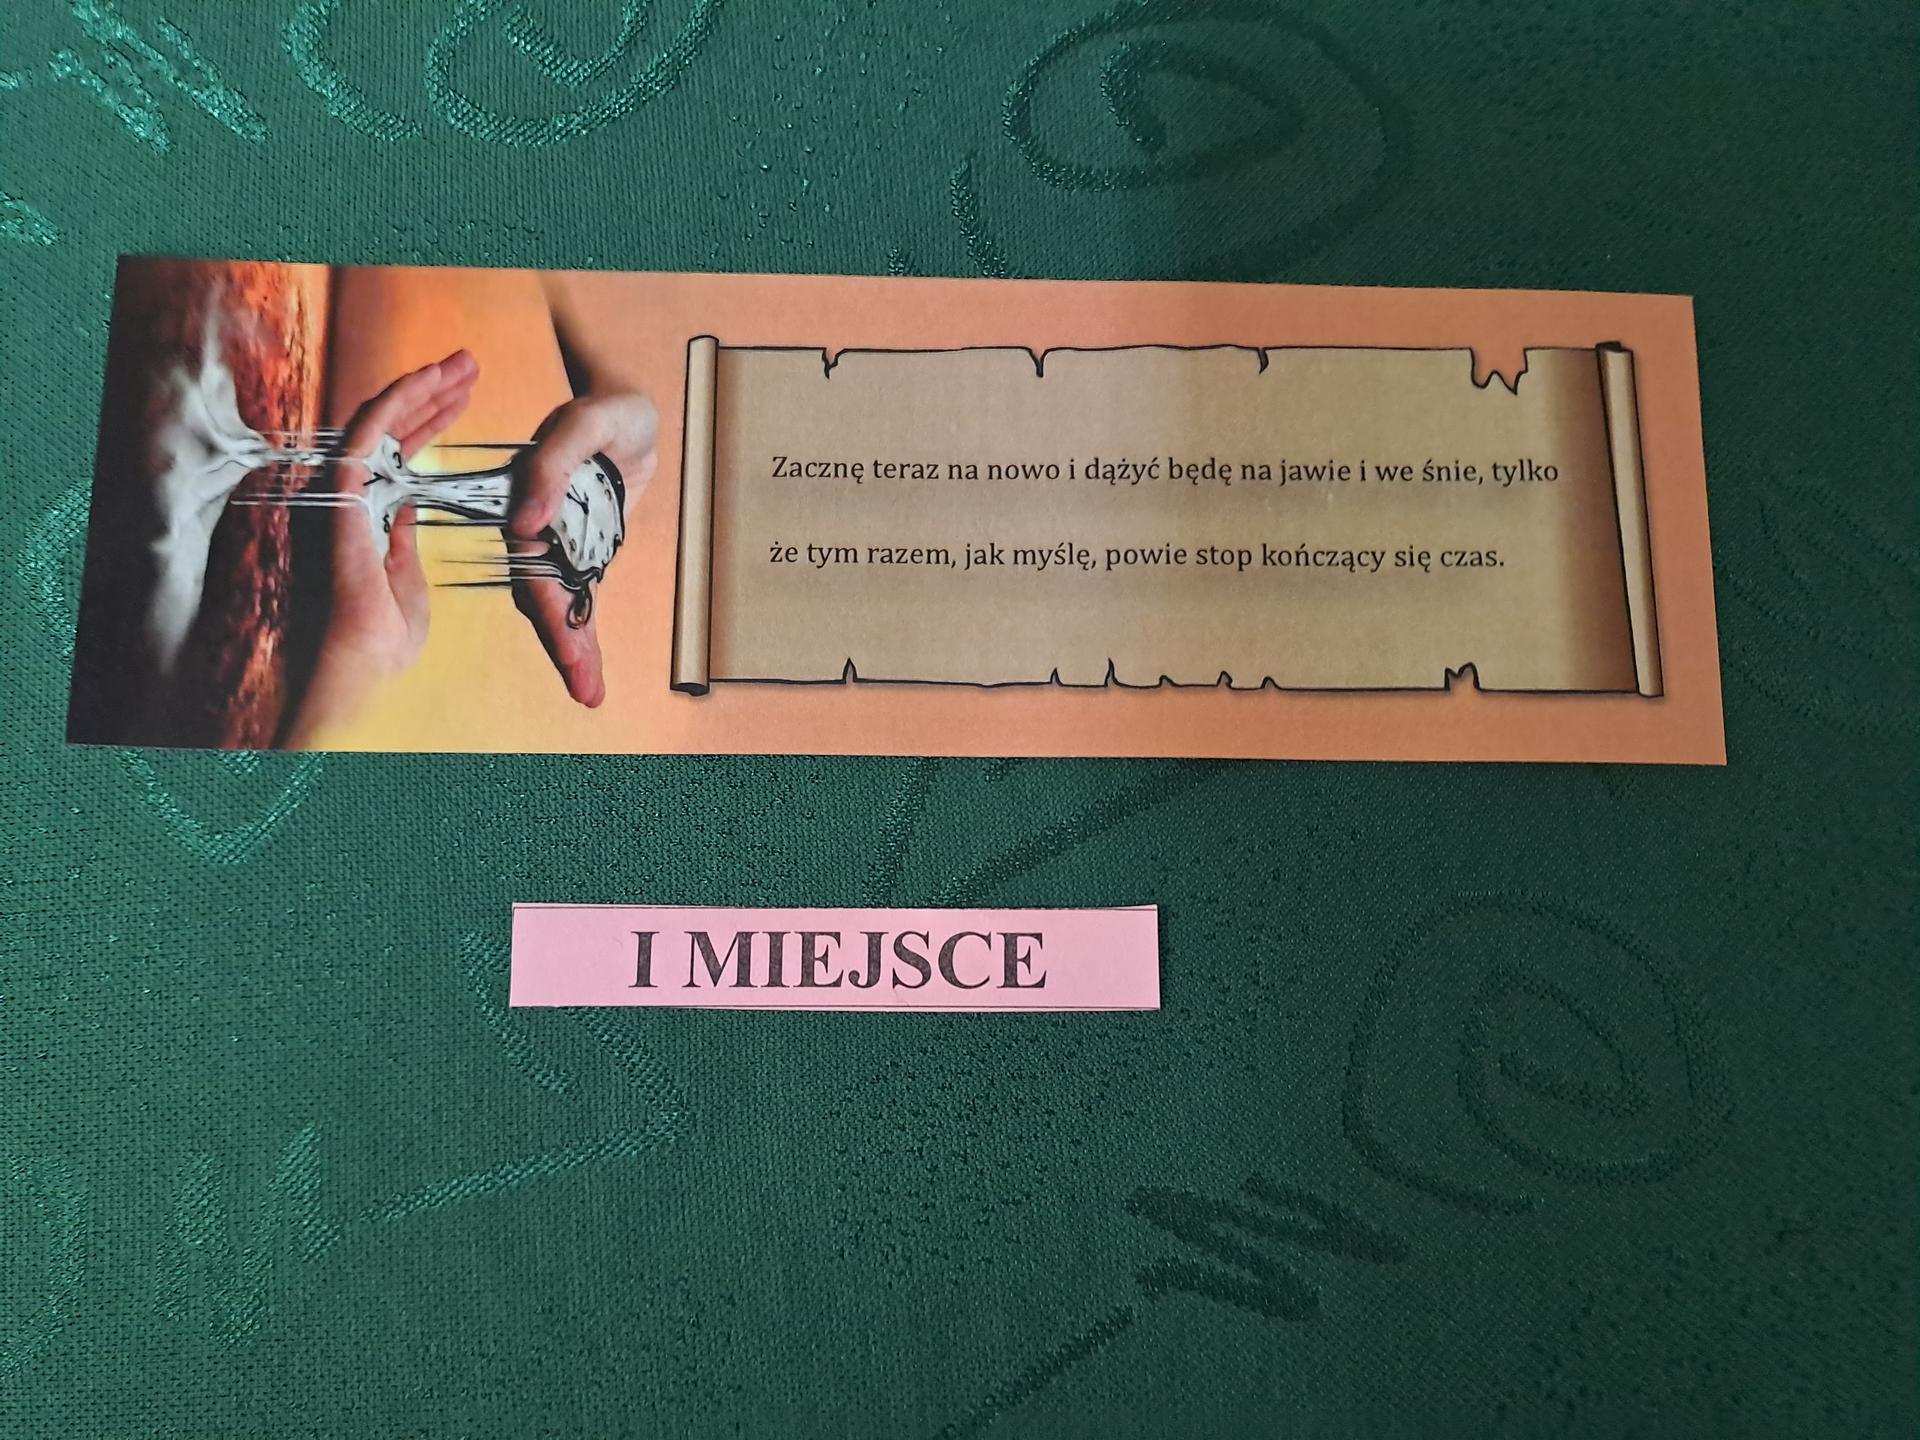 Zacznę teraz na nowo i dążyć będę na jawie i we śnie, tylko
że tym razem, jak myślę, powie stop kończący się czas.
I MIEJSCE